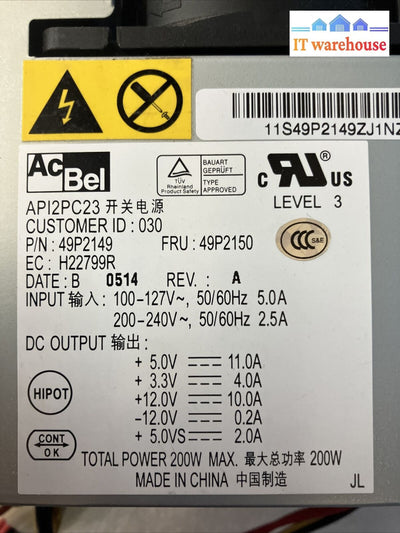 IT warehouse
11S49P2149ZJ1NZ
Ac
Bel
TÜV
Rheinland
Product Safety
BAUART
GEPRÜFT
TYPE
APPROVED
c RU US
®
LEVEL 3
API2PC23 开关电源
CUSTOMER ID : 030
P/N : 49P2149 FRU : 49P2150
CCC S&E
EC : H22799R
DATE : B 0514 REV. : A
INPUT 输入 : 100-127V~, 50/60Hz 5.0A
200-240V~, 50/60Hz 2.5A
DC OUTPUT 输出 :
+ 5.0V 11.0A
+ 3.3V 4.0A
+12.0V 10.0A
-12.0V 0.2A
+ 5.0VS 2.0A
HIPOT
CONT
OK
TOTAL POWER 200W MAX. 最大总功率 200W
MADE IN CHINA 中国制造
JL